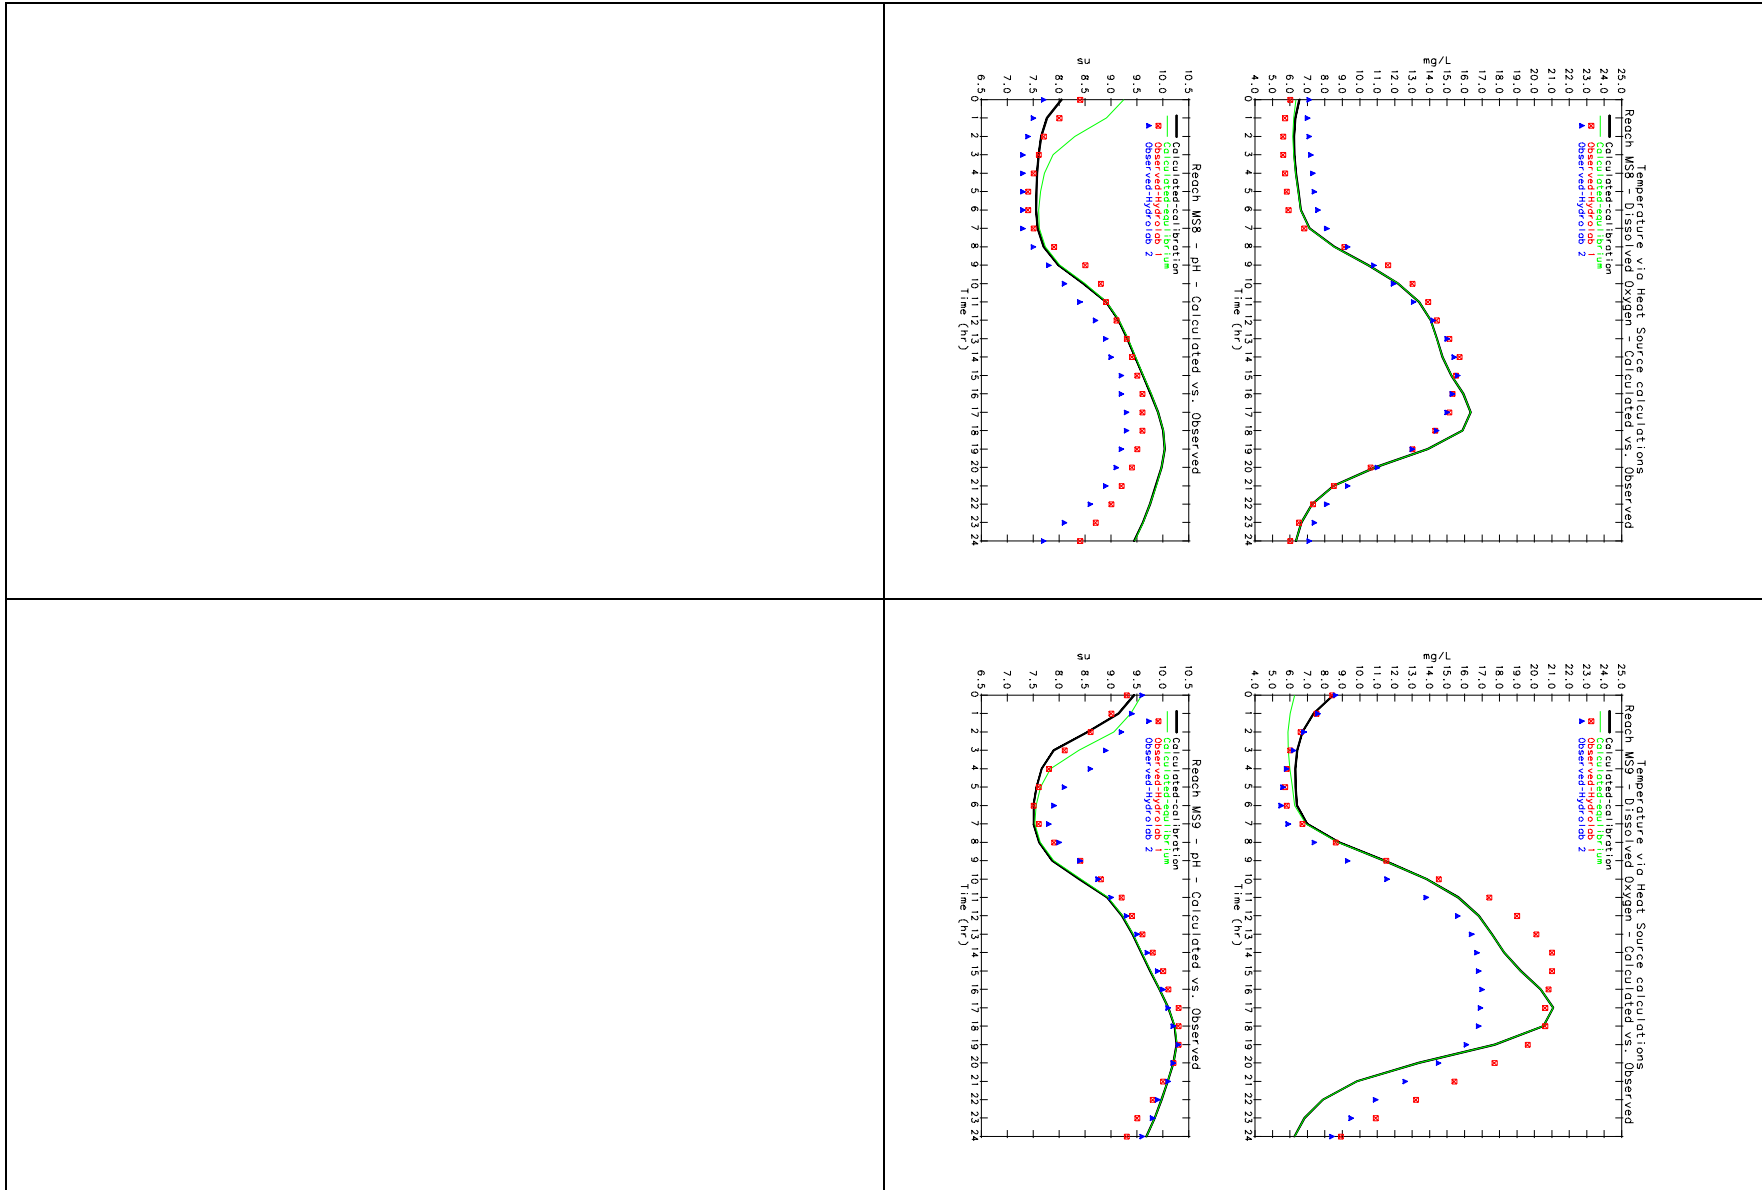 Temperature via Heat Source calculations
Reach MS8 - Dissolved Oxygen - Calculated vs. Observed
Calculated-calibration
Calculated-equilibrium
Observed-Hydrolab 1
Observed-Hydrolab 2
mg/L
25.0
24.0
23.0
22.0
21.0
20.0
19.0
18.0
17.0
16.0
15.0
14.0
13.0
12.0
11.0
10.0
9.0
8.0
7.0
6.0
5.0
4.0
0 1 2 3 4 5 6 7 8 9 10 11 12 13 14 15 16 17 18 19 20 21 22 23 24
Time (hr)
Reach MS8 - pH - Calculated vs. Observed
Calculated-calibration
Calculated-equilibrium
Observed-Hydrolab 1
Observed-Hydrolab 2
su
10.5
10.0
9.5
9.0
8.5
8.0
7.5
7.0
6.5
0 1 2 3 4 5 6 7 8 9 10 11 12 13 14 15 16 17 18 19 20 21 22 23 24
Time (hr)
Temperature via Heat Source calculations
Reach MS9 - Dissolved Oxygen - Calculated vs. Observed
Calculated-calibration
Calculated-equilibrium
Observed-Hydrolab 1
Observed-Hydrolab 2
mg/L
25.0
24.0
23.0
22.0
21.0
20.0
19.0
18.0
17.0
16.0
15.0
14.0
13.0
12.0
11.0
10.0
9.0
8.0
7.0
6.0
5.0
4.0
0 1 2 3 4 5 6 7 8 9 10 11 12 13 14 15 16 17 18 19 20 21 22 23 24
Time (hr)
Reach MS9 - pH - Calculated vs. Observed
Calculated-calibration
Calculated-equilibrium
Observed-Hydrolab 1
Observed-Hydrolab 2
su
10.5
10.0
9.5
9.0
8.5
8.0
7.5
7.0
6.5
0 1 2 3 4 5 6 7 8 9 10 11 12 13 14 15 16 17 18 19 20 21 22 23 24
Time (hr)